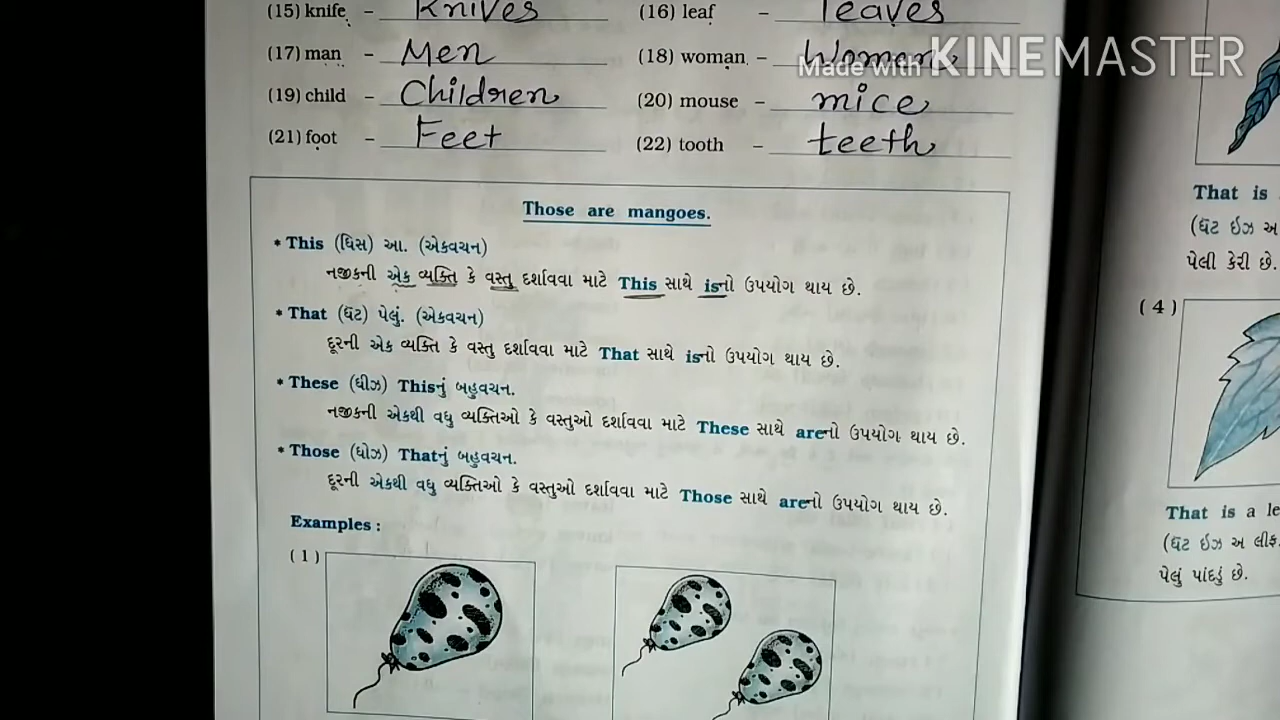 (15) knife - Knives (16) leaf - leaves
(17) man - Men (18) woman - Women
Made with KINEMASTER
(19) child - Children (20) mouse - mice
(21) foot - Feet (22) tooth - teeth
Those are mangoes.
* This (ધિસ) આ. (એકવચન)
નજીકની એક વ્યક્તિ કે વસ્તુ દર્શાવવા માટે This સાથે isનો ઉપયોગ થાય છે.
* That (ધૅટ) પેલું. (એકવચન)
દૂરની એક વ્યક્તિ કે વસ્તુ દર્શાવવા માટે That સાથે isનો ઉપયોગ થાય છે.
* These (ધીઝ) Thisનું બહુવચન.
નજીકની એકથી વધુ વ્યક્તિઓ કે વસ્તુઓ દર્શાવવા માટે These સાથે areનો ઉપયોગ થાય છે.
* Those (ધોઝ) Thatનું બહુવચન.
દૂરની એકથી વધુ વ્યક્તિઓ કે વસ્તુઓ દર્શાવવા માટે Those સાથે areનો ઉપયોગ થાય છે.
Examples :
(1)
That is
(ધૅટ ઇઝ અ
પેલી કેરી છે.
(4)
That is a le
(ધૅટ ઇઝ અ લીફ.
પેલું પાંદડું છે.